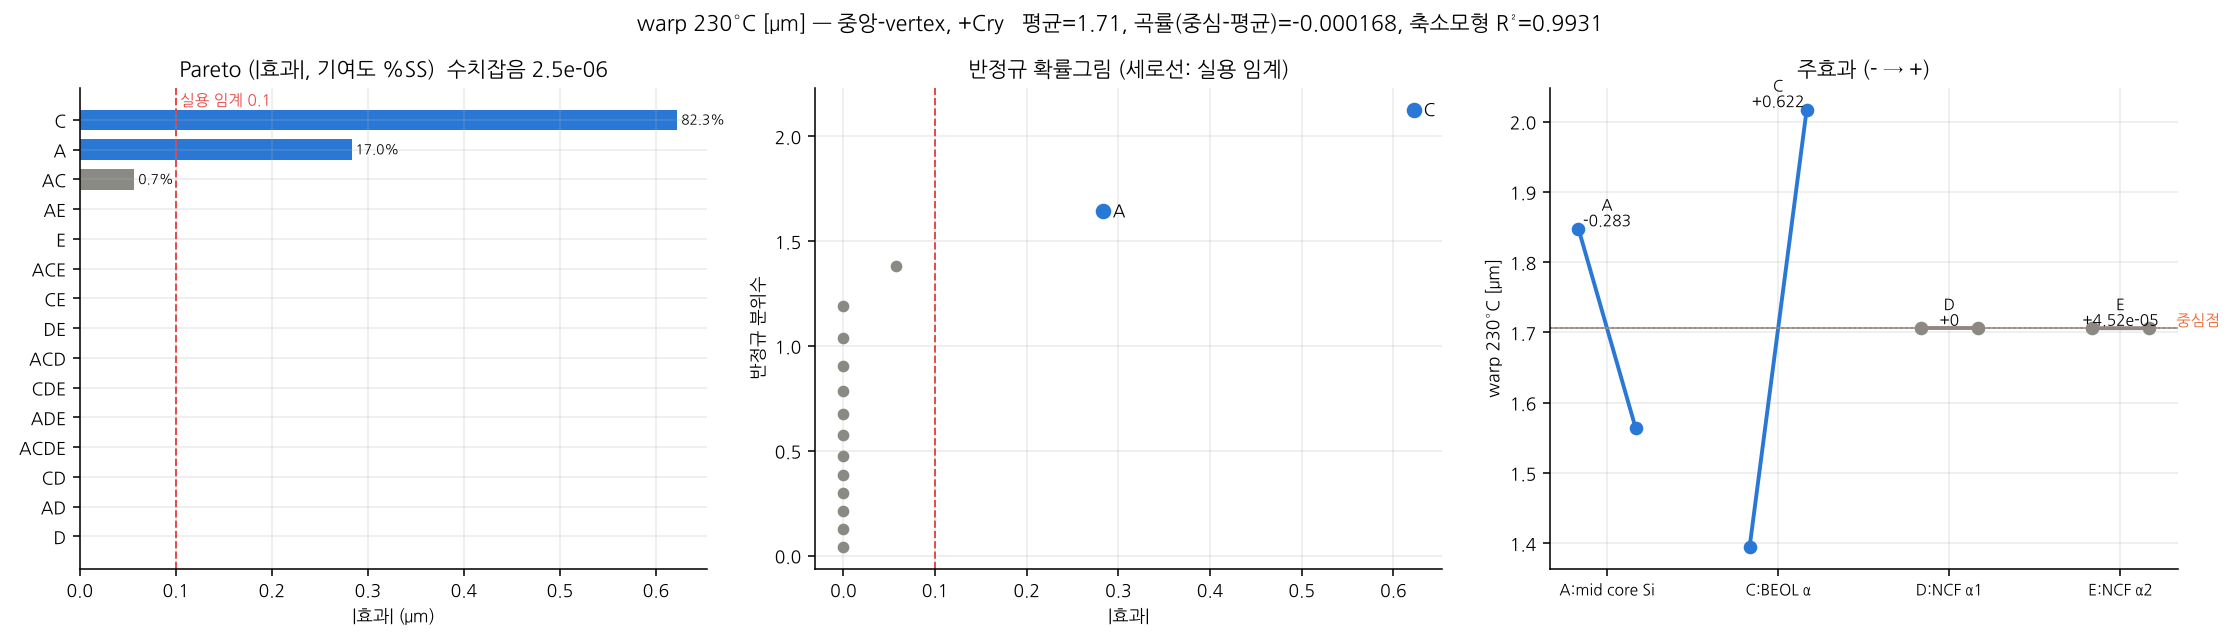 warp 230°C [μm] — 중앙-vertex, +Cry   평균=1.71, 곡률(중심-평균)=-0.000168, 축소모형 R²=0.9931
Pareto (|효과|, 기여도 %SS)  수치잡음 2.5e-06
실용 임계 0.1
C
82.3%
A
17.0%
AC
0.7%
AE
E
ACE
CE
DE
ACD
CDE
ADE
ACDE
CD
AD
D
0.0 0.1 0.2 0.3 0.4 0.5 0.6
|효과| (μm)
반정규 확률그림 (세로선: 실용 임계)
반정규 분위수
2.0
1.5
1.0
0.5
0.0
C
A
0.0 0.1 0.2 0.3 0.4 0.5 0.6
|효과|
주효과 (- → +)
warp 230°C [μm]
2.0
1.9
1.8
1.7
1.6
1.5
1.4
A
-0.283
C
+0.622
D
+0
E
+4.52e-05
중심점
A:mid core Si
C:BEOL α
D:NCF α1
E:NCF α2